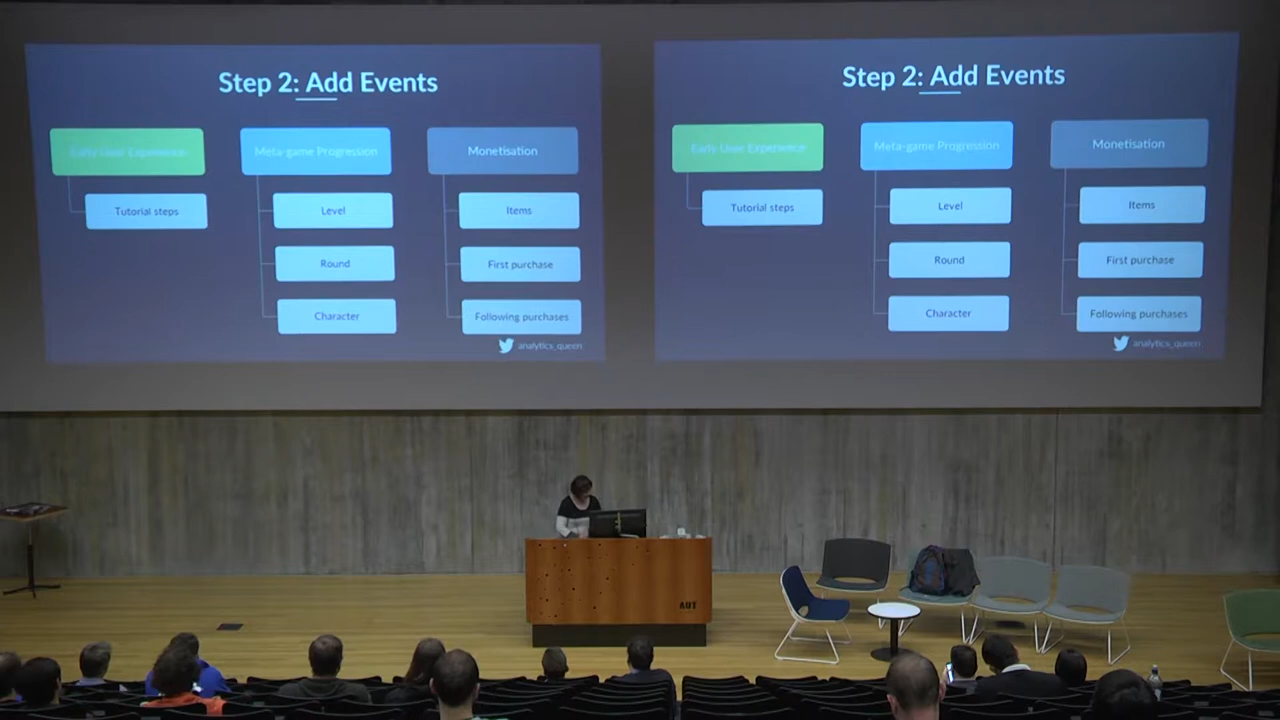 Step 2: Add Events
Early User Experience
Meta-game Progression
Monetisation
Tutorial steps
Level
Items
Round
First purchase
Character
Following purchases
analytics_queen
Step 2: Add Events
Early User Experience
Meta-game Progression
Monetisation
Tutorial steps
Level
Items
Round
First purchase
Character
Following purchases
analytics_queen
AUT